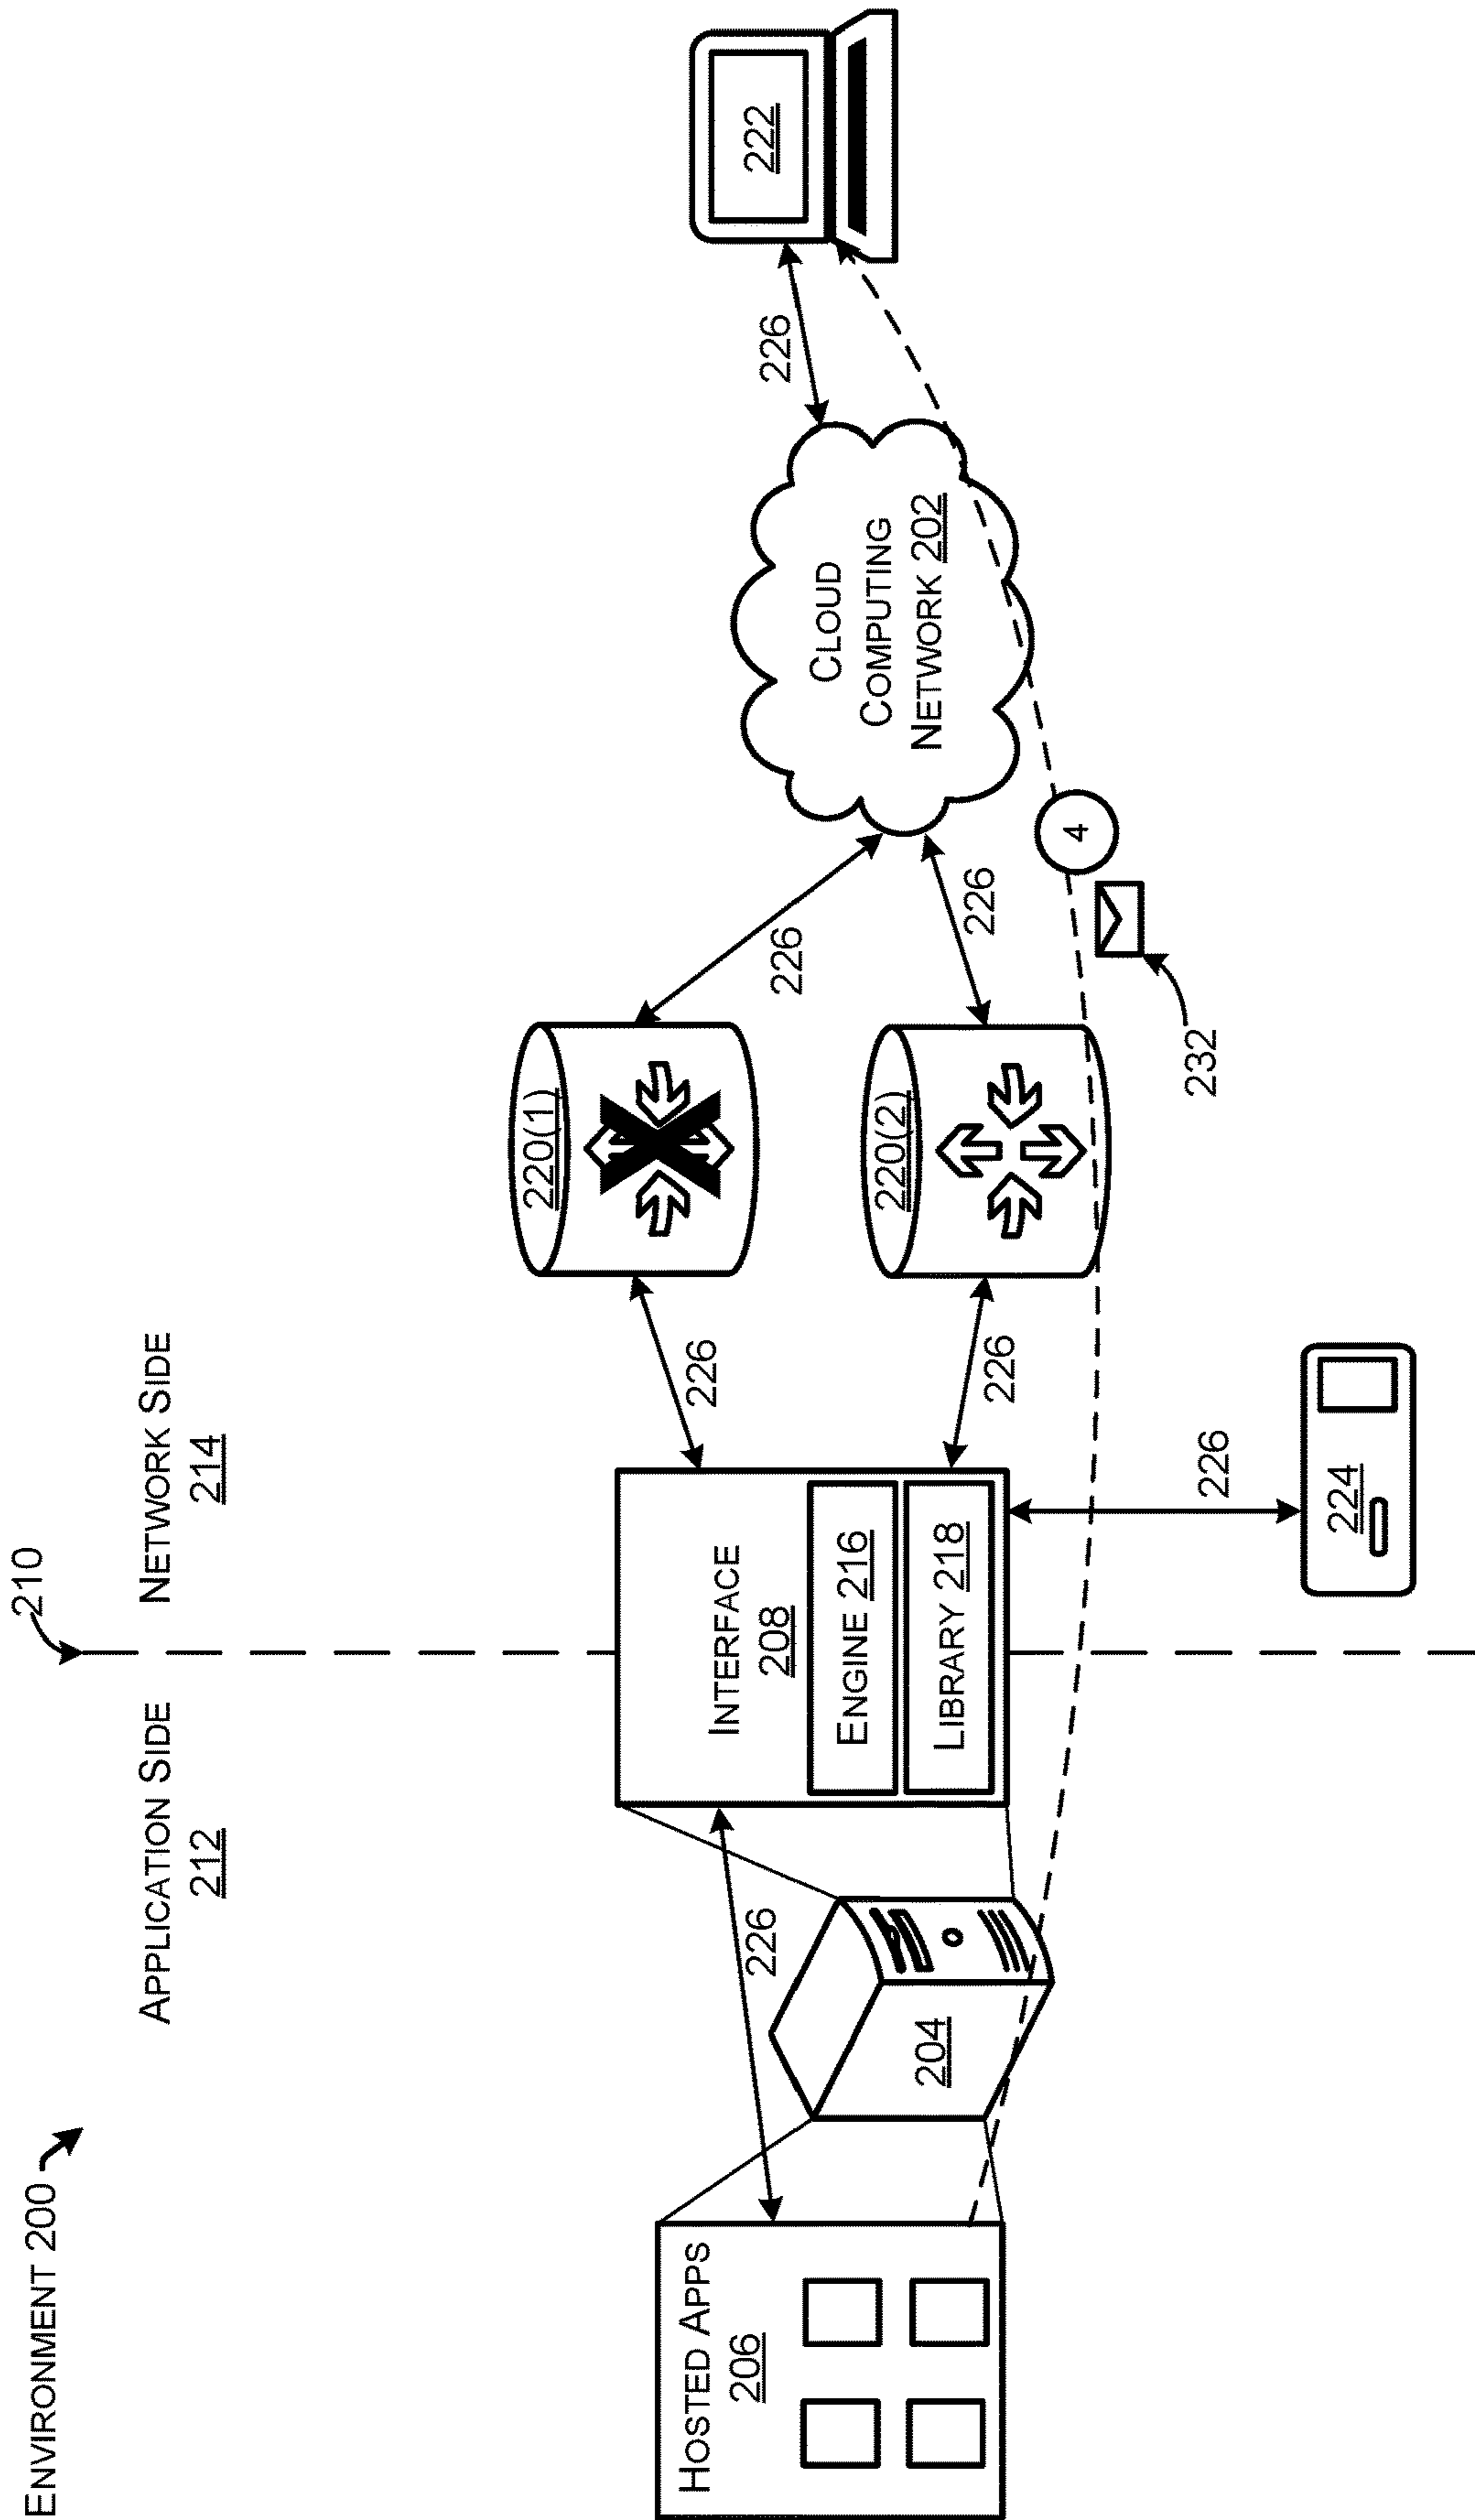 ENVIRONMENT 200
210
APPLICATION SIDE
212
NETWORK SIDE
214
HOSTED APPS
206
226
204
INTERFACE
208
ENGINE 216
LIBRARY 218
226
226
226
224
220(1)
220(2)
226
226
232
4
CLOUD
COMPUTING
NETWORK 202
226
222